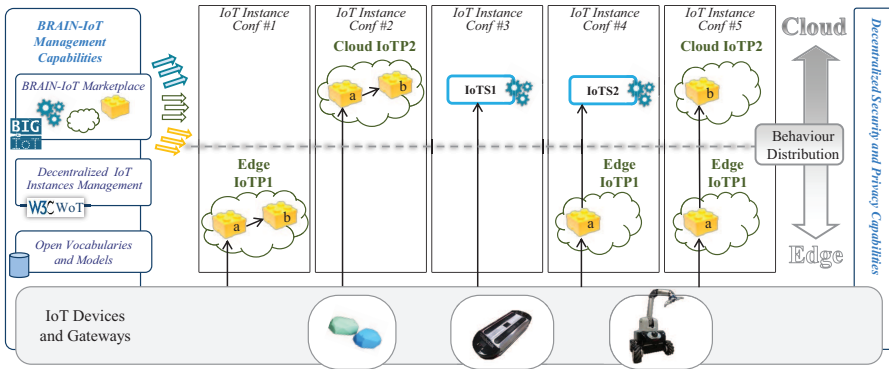 BRAIN-IoT
Management
Capabilities
BRAIN-IoT Marketplace
BIG
IoT
Decentralized IoT
Instances Management
W3C WoT
Open Vocabularies
and Models
IoT Instance
Conf #1
Edge
IoTP1
a
b
IoT Instance
Conf #2
Cloud IoTP2
a
b
IoT Instance
Conf #3
IoTS1
IoT Instance
Conf #4
IoTS2
Edge
IoTP1
a
IoT Instance
Conf #5
Cloud IoTP2
b
Edge
IoTP1
a
Cloud
Behaviour
Distribution
Edge
Decentralized Security and Privacy Capabilities
IoT Devices
and Gateways